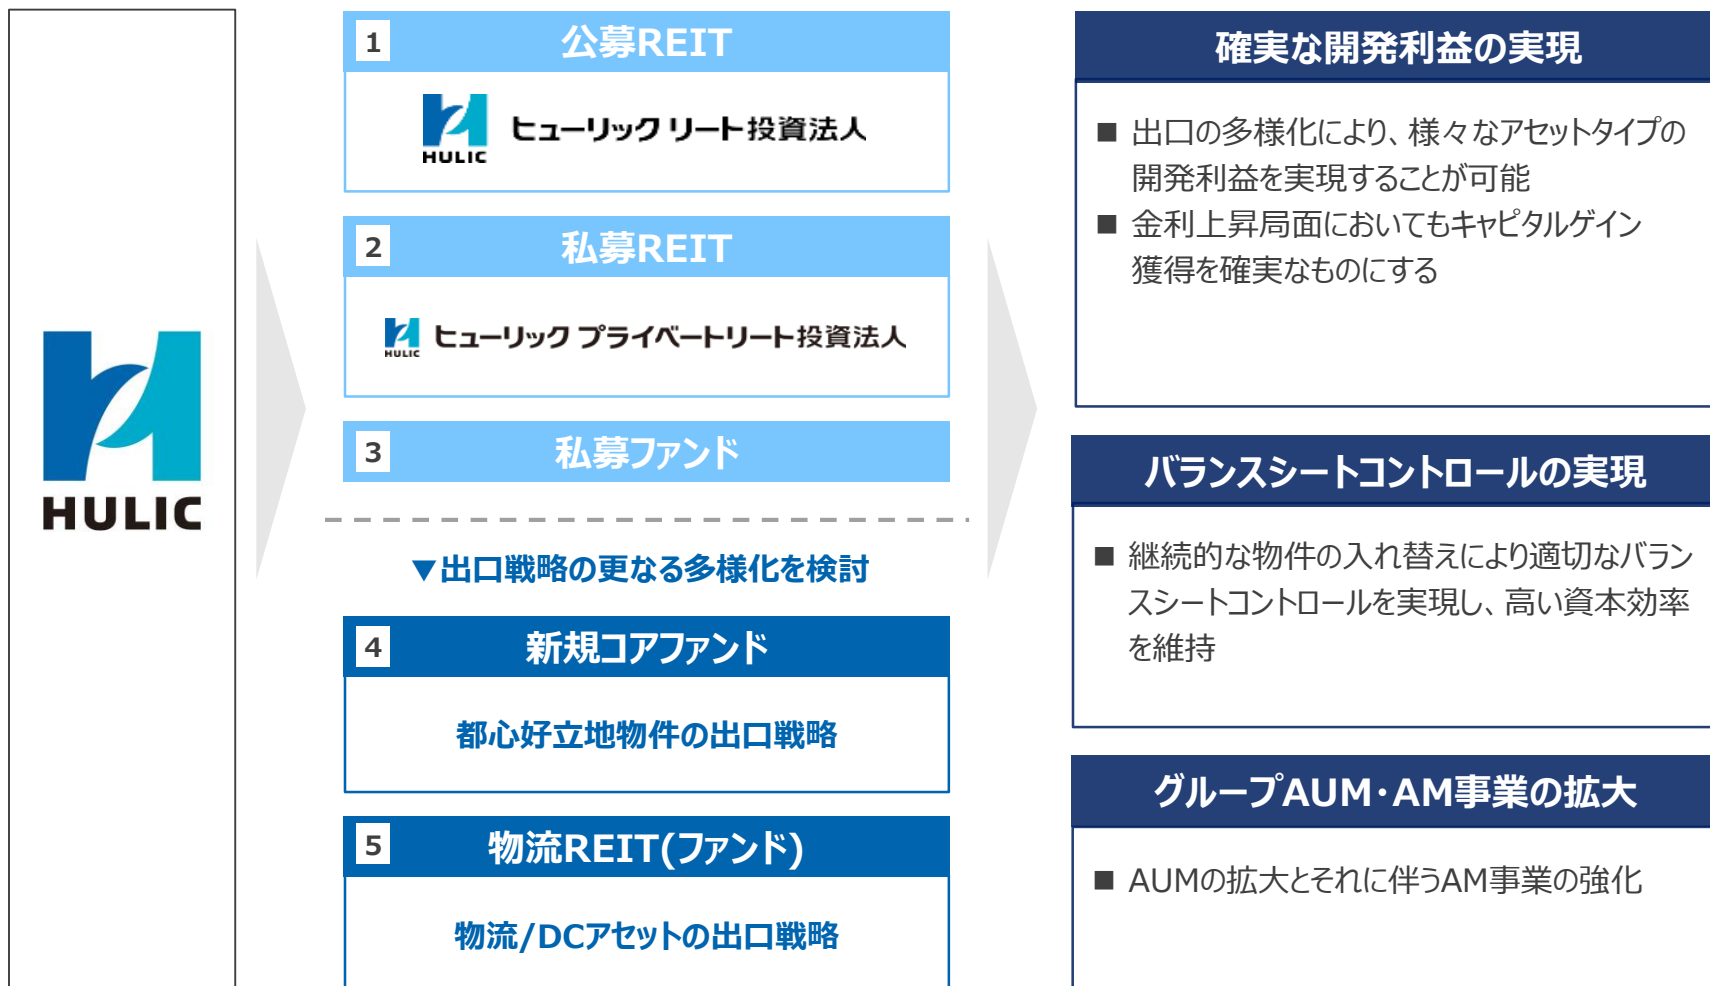 HULIC
1
公募REIT
HULIC
ヒューリック リート投資法人
2
私募REIT
HULIC
ヒューリック プライベートリート投資法人
3
私募ファンド
▼出口戦略の更なる多様化を検討
4
新規コアファンド
都心好立地物件の出口戦略
5
物流REIT(ファンド)
物流/DCアセットの出口戦略
確実な開発利益の実現
■ 出口の多様化により、様々なアセットタイプの
開発利益を実現することが可能
■ 金利上昇局面においてもキャピタルゲイン
獲得を確実なものにする
バランスシートコントロールの実現
■ 継続的な物件の入れ替えにより適切なバラン
スシートコントロールを実現し、高い資本効率
を維持
グループAUM・AM事業の拡大
■ AUMの拡大とそれに伴うAM事業の強化